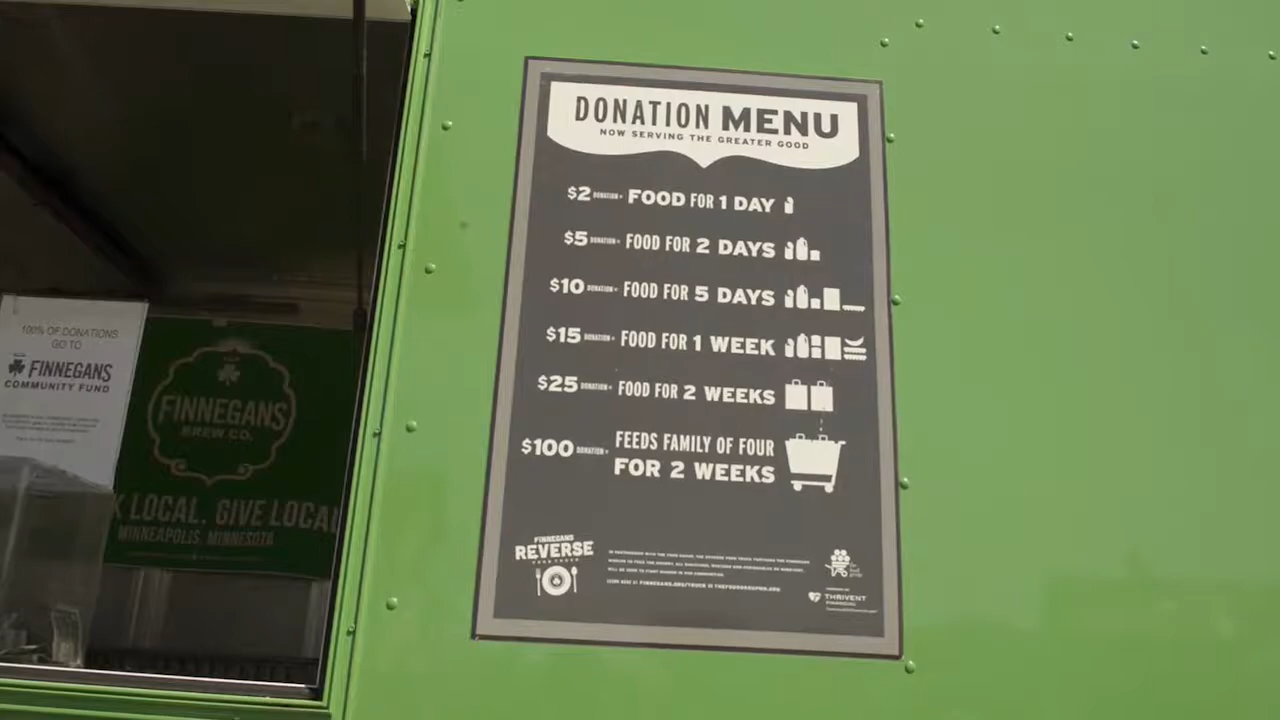 DONATION MENU
NOW SERVING THE GREATER GOOD
$2 DONATION= FOOD FOR 1 DAY
$5 DONATION= FOOD FOR 2 DAYS
$10 DONATION= FOOD FOR 5 DAYS
$15 DONATION= FOOD FOR 1 WEEK
$25 DONATION= FOOD FOR 2 WEEKS
$100 DONATION= FEEDS FAMILY OF FOUR
FOR 2 WEEKS
FINNEGANS
REVERSE
FOOD TRUCK
THRIVENT
FINANCIAL
100% OF DONATIONS
GO TO
FINNEGANS
COMMUNITY FUND
FINNEGANS
BREW CO.
K LOCAL. GIVE LOCAL
MINNEAPOLIS, MINNESOTA